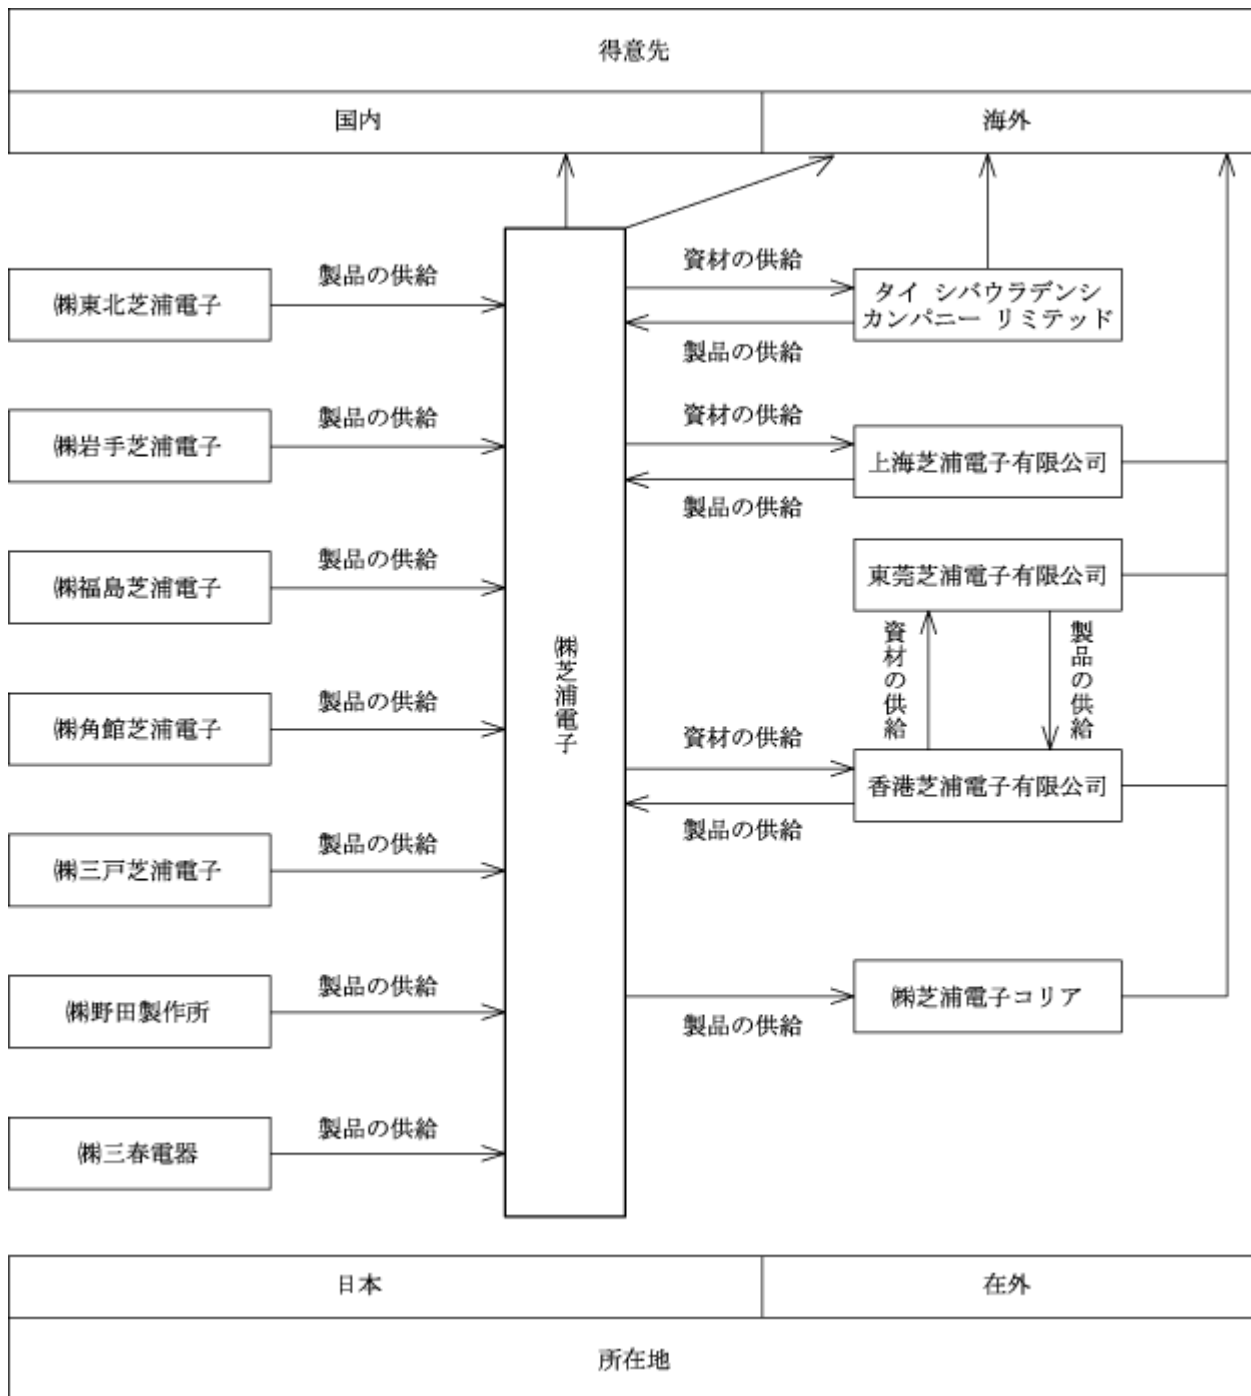 得意先
国内
海外
製品の供給
㈱東北芝浦電子
資材の供給
タイ シバウラデンシ
カンパニー リミテッド
製品の供給
製品の供給
㈱岩手芝浦電子
資材の供給
上海芝浦電子有限公司
製品の供給
製品の供給
㈱福島芝浦電子
東莞芝浦電子有限公司
資材の供給
製品の供給
㈱芝浦電子
製品の供給
㈱角館芝浦電子
資材の供給
香港芝浦電子有限公司
製品の供給
製品の供給
㈱三戸芝浦電子
製品の供給
㈱野田製作所
㈱芝浦電子コリア
製品の供給
製品の供給
㈱三春電器
日本
在外
所在地